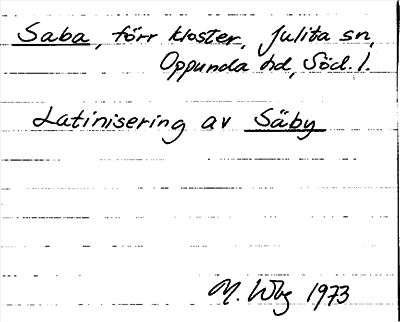 Saba, förr kloster, Julita sn,
Oppunda hd, Söd. l.
Latinisering av Säby
M. Wbg 1973